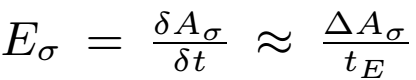 E_σ = δA_σ/δt ≈ ΔA_σ/t_E